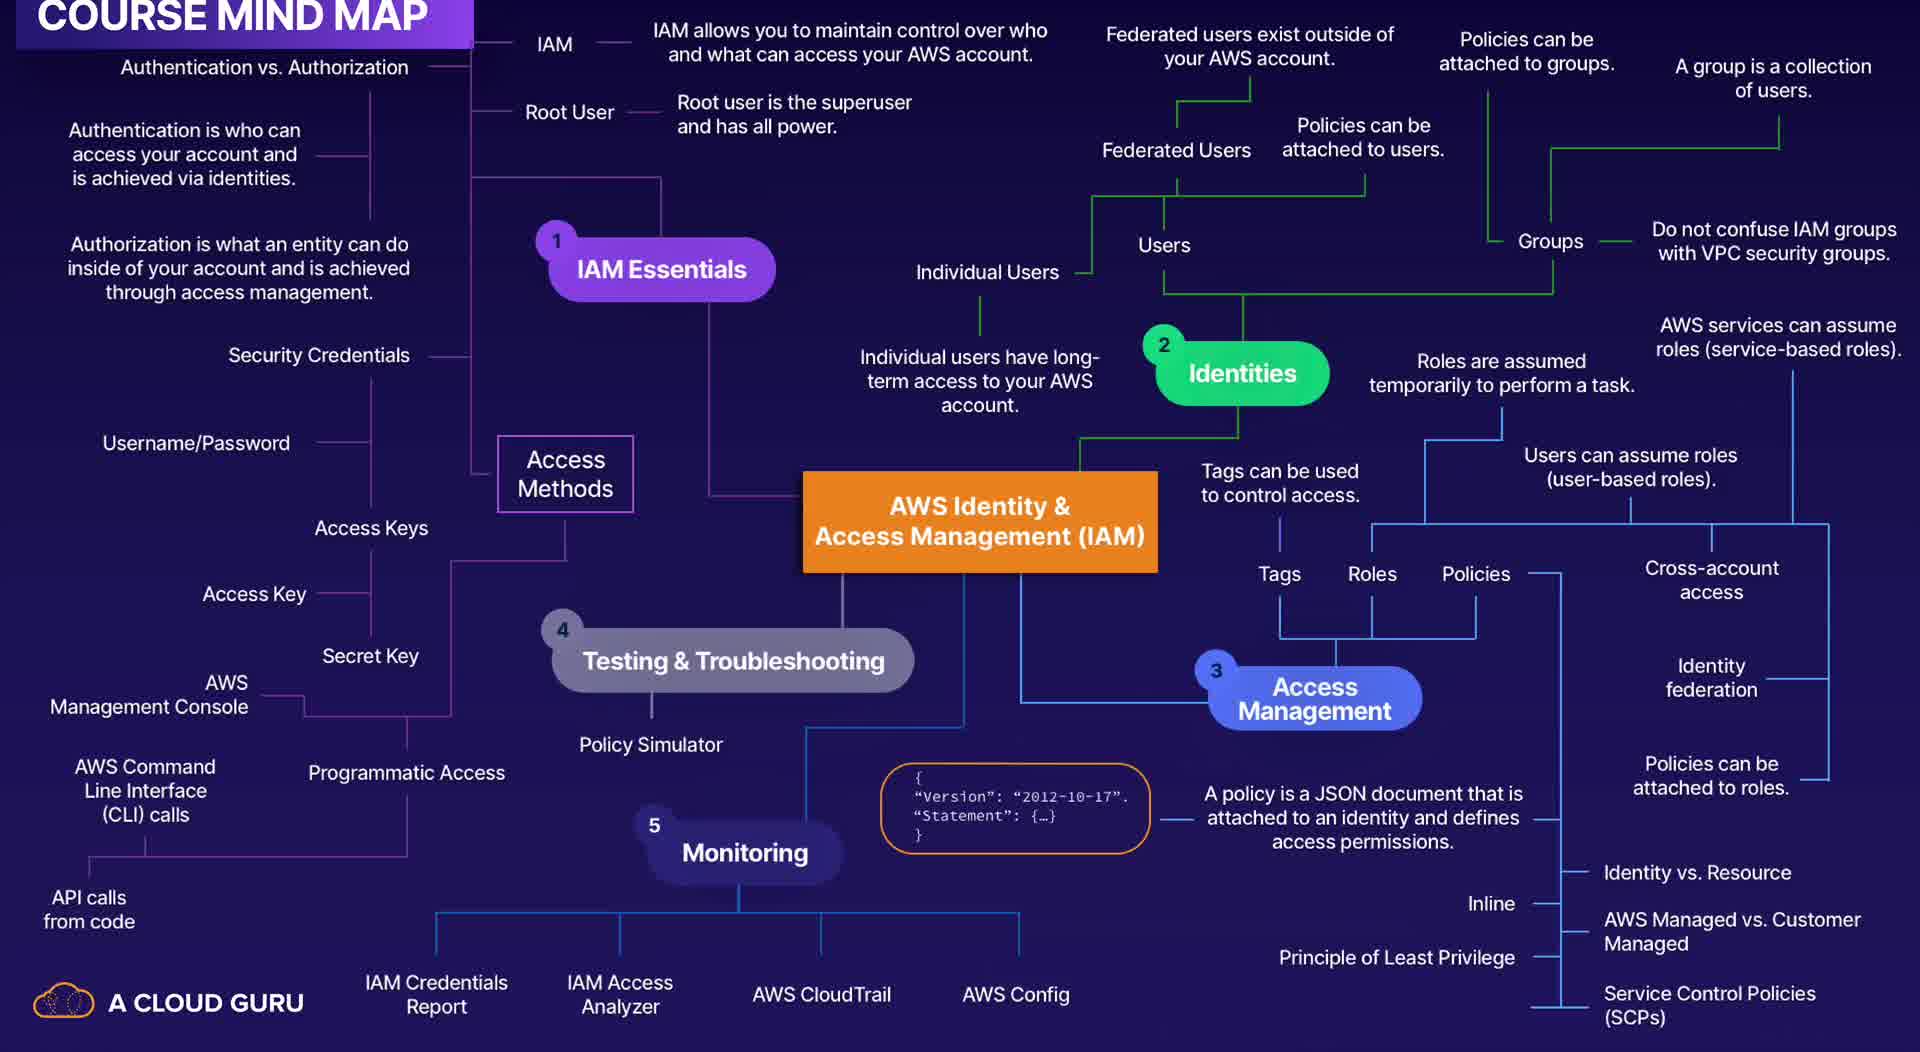 COURSE MIND MAP
Authentication vs. Authorization
Authentication is who can
access your account and
is achieved via identities.
Authorization is what an entity can do
inside of your account and is achieved
through access management.
Security Credentials
Username/Password
Access Keys
Access Key
Secret Key
IAM
IAM allows you to maintain control over who
and what can access your AWS account.
Root User
Root user is the superuser
and has all power.
1
IAM Essentials
Access
Methods
AWS
Management Console
Programmatic Access
AWS Command
Line Interface
(CLI) calls
API calls
from code
Federated users exist outside of
your AWS account.
Federated Users
Policies can be
attached to users.
Users
Individual Users
Individual users have long-
term access to your AWS
account.
Policies can be
attached to groups.
A group is a collection
of users.
Groups
Do not confuse IAM groups
with VPC security groups.
2
Identities
AWS Identity &
Access Management (IAM)
AWS services can assume
roles (service-based roles).
Roles are assumed
temporarily to perform a task.
Users can assume roles
(user-based roles).
Tags can be used
to control access.
Tags
Roles
Policies
Cross-account
access
Identity
federation
Policies can be
attached to roles.
3
Access
Management
{
“Version”: “2012-10-17”.
“Statement”: {…}
}
A policy is a JSON document that is
attached to an identity and defines
access permissions.
Identity vs. Resource
Inline
AWS Managed vs. Customer
Managed
Principle of Least Privilege
Service Control Policies
(SCPs)
4
Testing & Troubleshooting
Policy Simulator
5
Monitoring
IAM Credentials
Report
IAM Access
Analyzer
AWS CloudTrail
AWS Config
A CLOUD GURU